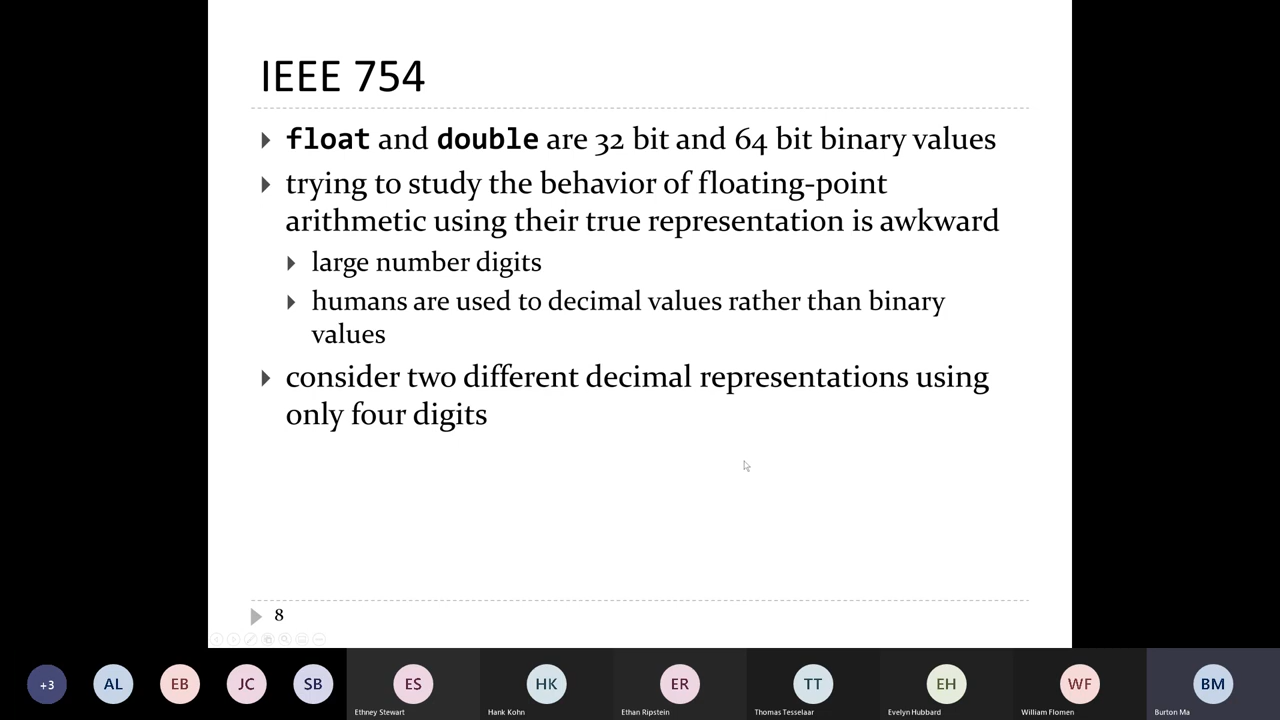 IEEE 754
float and double are 32 bit and 64 bit binary values
trying to study the behavior of floating-point
arithmetic using their true representation is awkward
large number digits
humans are used to decimal values rather than binary
values
consider two different decimal representations using
only four digits
8
+3 AL EB JC SB ES HK ER TT EH WF BM
Ethney Stewart Hank Kohn Ethan Ripstein Thomas Tesselaar Evelyn Hubbard William Flomen Burton Ma